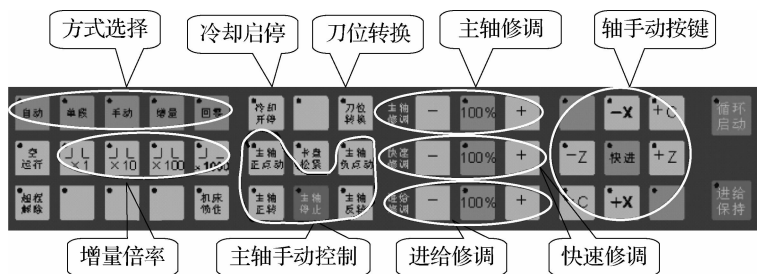 方式选择 冷却启停 刀位转换 主轴修调 轴手动按键
自动 单段 手动 增量 回零 冷却开停 刀位转换 主轴修调 － 100% ＋ －X ＋C 循环启动
空运行 ×1 ×10 ×100 ×1000 主轴正点动 卡盘松紧 主轴负点动 快速修调 － 100% ＋ －Z 快进 ＋Z
超程解除 机床锁住 主轴正转 主轴停止 主轴反转 进给修调 － 100% ＋ －C ＋X 进给保持
增量倍率 主轴手动控制 进给修调 快速修调